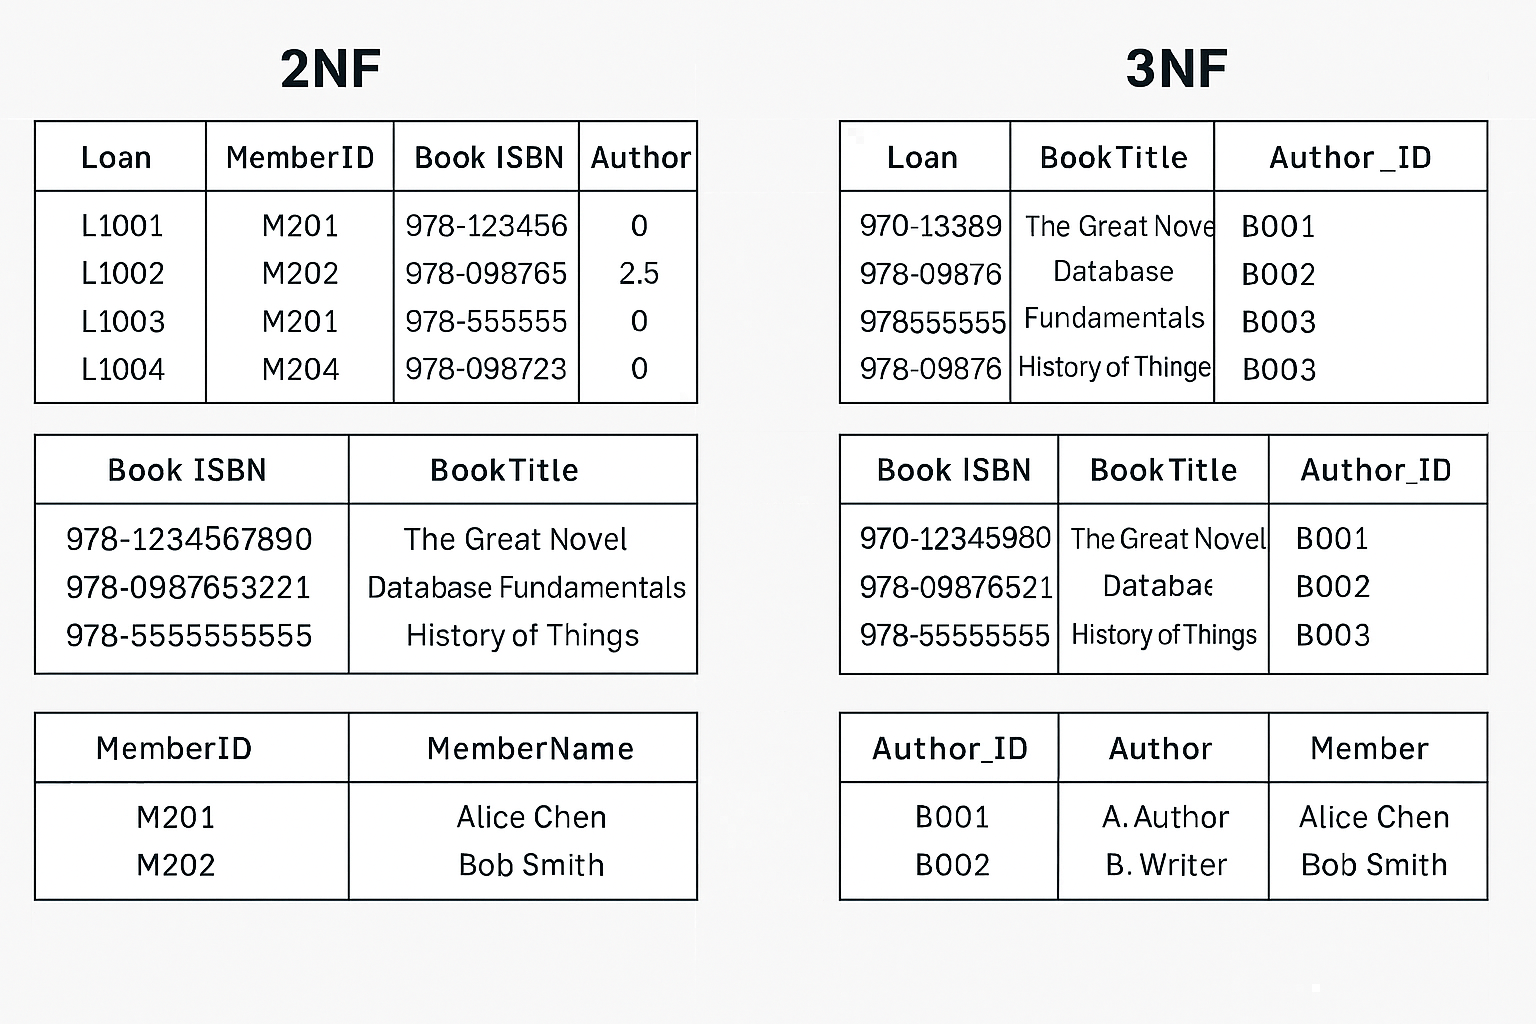 2NF
Loan MemberID Book ISBN Author
L1001 M201 978-123456 0
L1002 M202 978-098765 2.5
L1003 M201 978-555555 0
L1004 M204 978-098723 0
Book ISBN BookTitle
978-1234567890 The Great Novel
978-0987653221 Database Fundamentals
978-5555555555 History of Things
MemberID MemberName
M201 Alice Chen
M202 Bob Smith
3NF
Loan BookTitle Author_ID
970-13389 The Great Nove B001
978-09876 Database B002
978555555 Fundamentals B003
978-09876 History of Thinge B003
Book ISBN BookTitle Author_ID
970-12345980 The Great Novel B001
978-09876521 Databae B002
978-55555555 History of Things B003
Author_ID Author Member
B001 A. Author Alice Chen
B002 B. Writer Bob Smith